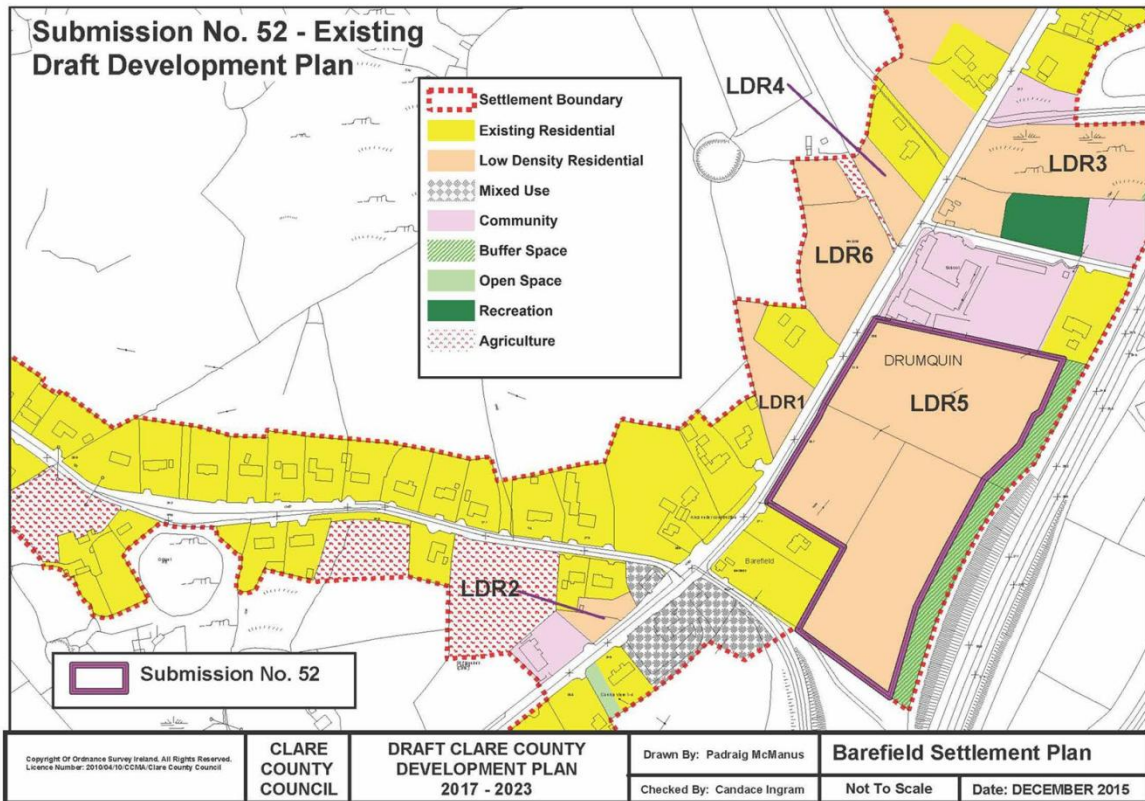 Submission No. 52 - Existing
Draft Development Plan
Settlement Boundary
Existing Residential
Low Density Residential
Mixed Use
Community
Buffer Space
Open Space
Recreation
Agriculture
LDR4
LDR3
LDR6
DRUMQUIN
LDR5
LDR1
Barefield
LDR2
Submission No. 52
Copyright Of Ordnance Survey Ireland. All Rights Reserved.
Licence Number: 2010/04/10/CCMA/Clare County Council
CLARE
COUNTY
COUNCIL
DRAFT CLARE COUNTY
DEVELOPMENT PLAN
2017 - 2023
Drawn By: Padraig McManus
Checked By: Candace Ingram
Barefield Settlement Plan
Not To Scale
Date: DECEMBER 2015